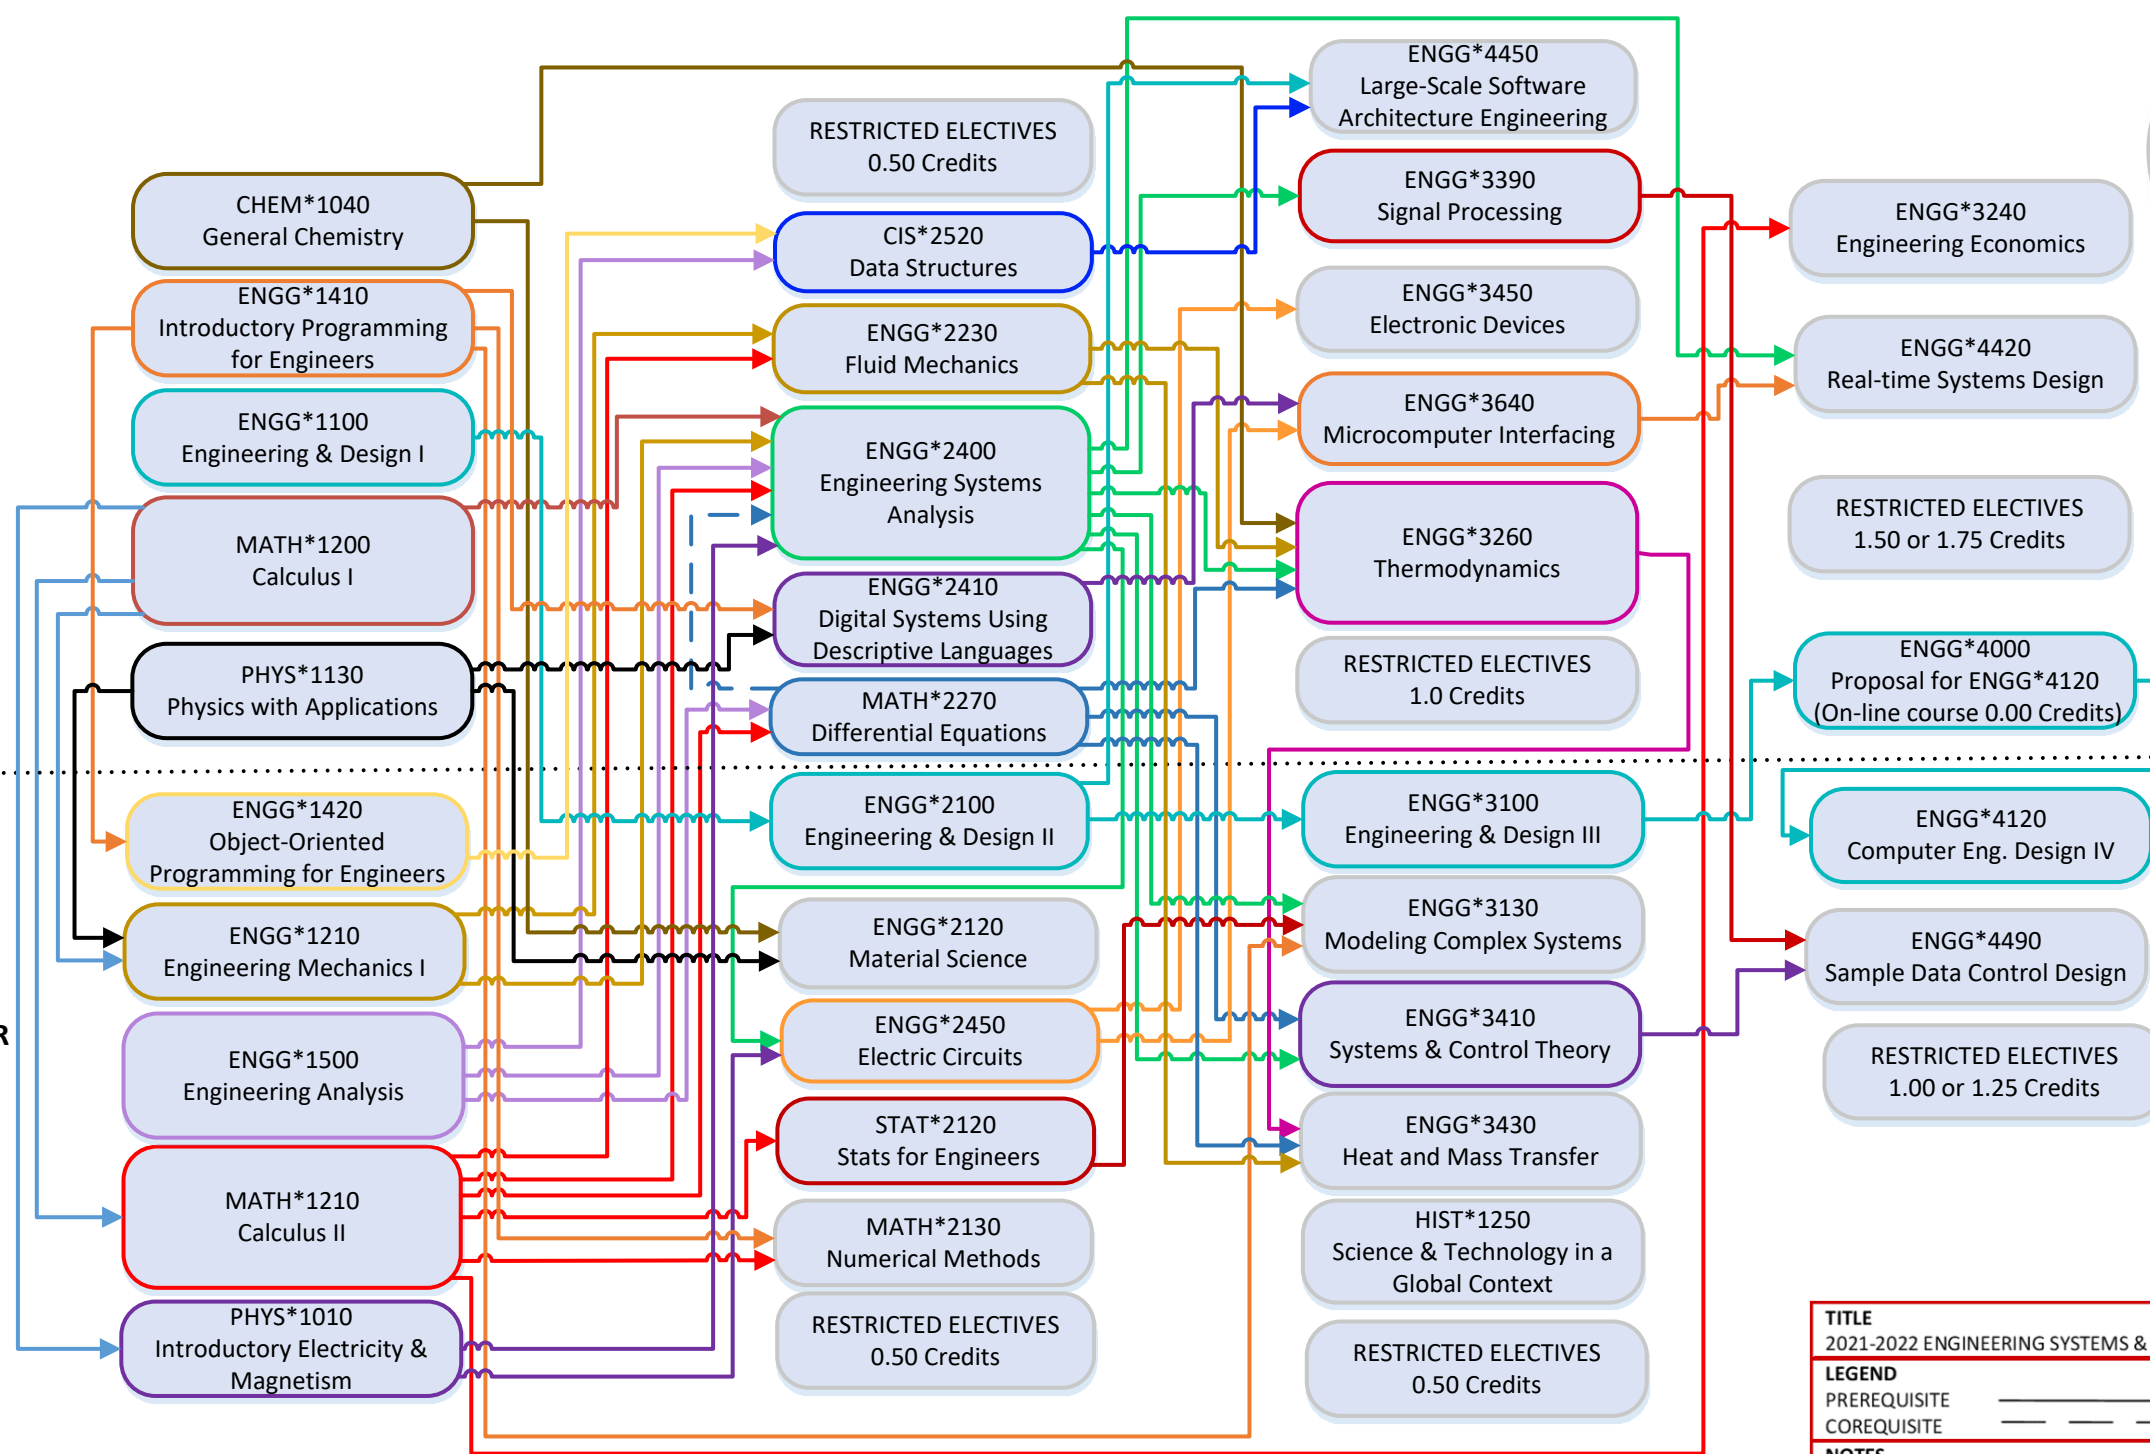 CHEM*1040
General Chemistry
ENGG*1410
Introductory Programming
for Engineers
ENGG*1100
Engineering & Design I
MATH*1200
Calculus I
PHYS*1130
Physics with Applications
ENGG*1420
Object-Oriented
Programming for Engineers
ENGG*1210
Engineering Mechanics I
R
ENGG*1500
Engineering Analysis
MATH*1210
Calculus II
PHYS*1010
Introductory Electricity &
Magnetism
RESTRICTED ELECTIVES
0.50 Credits
CIS*2520
Data Structures
ENGG*2230
Fluid Mechanics
ENGG*2400
Engineering Systems
Analysis
ENGG*2410
Digital Systems Using
Descriptive Languages
MATH*2270
Differential Equations
ENGG*2100
Engineering & Design II
ENGG*2120
Material Science
ENGG*2450
Electric Circuits
STAT*2120
Stats for Engineers
MATH*2130
Numerical Methods
RESTRICTED ELECTIVES
0.50 Credits
ENGG*4450
Large-Scale Software
Architecture Engineering
ENGG*3390
Signal Processing
ENGG*3450
Electronic Devices
ENGG*3640
Microcomputer Interfacing
ENGG*3260
Thermodynamics
RESTRICTED ELECTIVES
1.0 Credits
ENGG*3100
Engineering & Design III
ENGG*3130
Modeling Complex Systems
ENGG*3410
Systems & Control Theory
ENGG*3430
Heat and Mass Transfer
HIST*1250
Science & Technology in a
Global Context
RESTRICTED ELECTIVES
0.50 Credits
ENGG*3240
Engineering Economics
ENGG*4420
Real-time Systems Design
RESTRICTED ELECTIVES
1.50 or 1.75 Credits
ENGG*4000
Proposal for ENGG*4120
(On-line course 0.00 Credits)
ENGG*4120
Computer Eng. Design IV
ENGG*4490
Sample Data Control Design
RESTRICTED ELECTIVES
1.00 or 1.25 Credits
TITLE
2021-2022 ENGINEERING SYSTEMS &
LEGEND
PREREQUISITE
COREQUISITE
NOTES